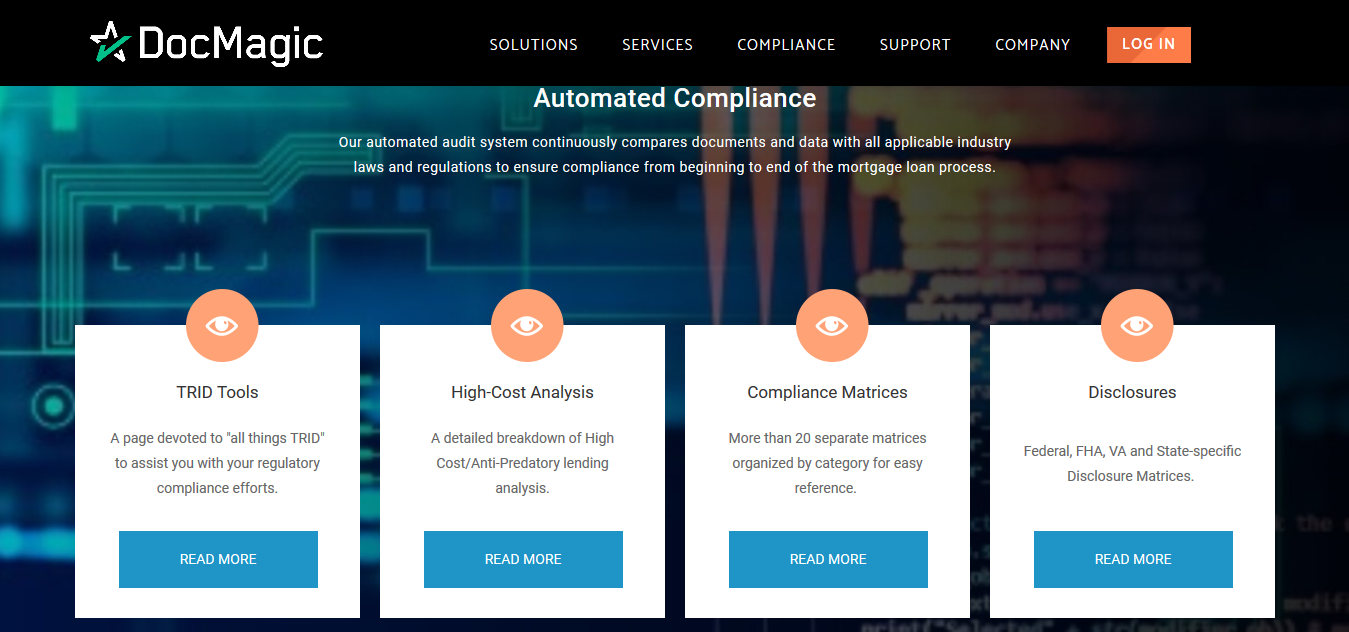 DocMagic
SOLUTIONS
SERVICES
COMPLIANCE
SUPPORT
COMPANY
LOG IN
Automated Compliance
Our automated audit system continuously compares documents and data with all applicable industry
laws and regulations to ensure compliance from beginning to end of the mortgage loan process.
TRID Tools
A page devoted to "all things TRID"
to assist you with your regulatory
compliance efforts.
READ MORE
High-Cost Analysis
A detailed breakdown of High
Cost/Anti-Predatory lending
analysis.
READ MORE
Compliance Matrices
More than 20 separate matrices
organized by category for easy
reference.
READ MORE
Disclosures
Federal, FHA, VA and State-specific
Disclosure Matrices.
READ MORE
the
print("Selected" + str(modifier_ob))